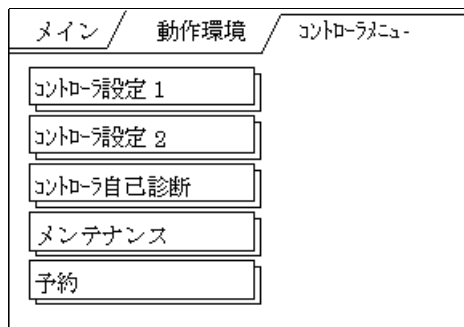 メイン 動作環境 ｺﾝﾄﾛｰﾗﾒﾆｭｰ
ｺﾝﾄﾛｰﾗ設定 1
ｺﾝﾄﾛｰﾗ設定 2
ｺﾝﾄﾛｰﾗ自己診断
メンテナンス
予約